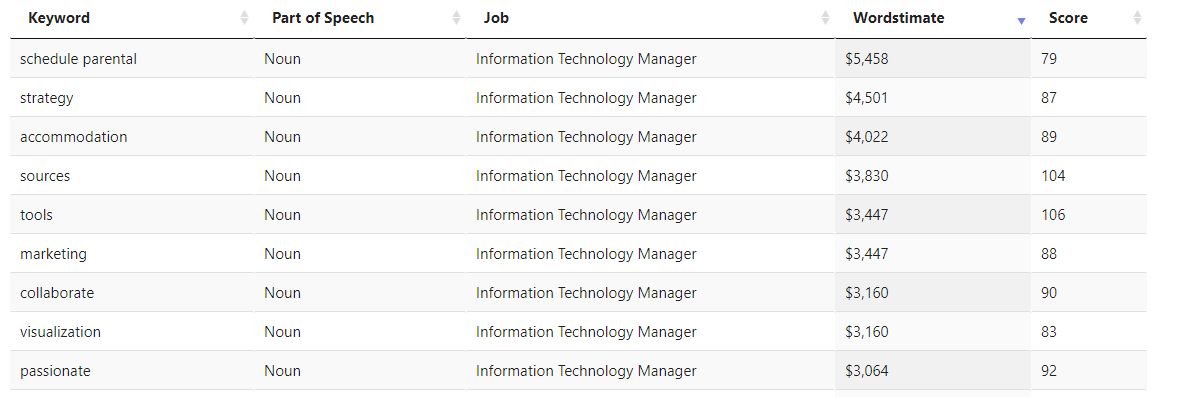 Keyword Part of Speech Job Wordstimate Score
schedule parental Noun Information Technology Manager $5,458 79
strategy Noun Information Technology Manager $4,501 87
accommodation Noun Information Technology Manager $4,022 89
sources Noun Information Technology Manager $3,830 104
tools Noun Information Technology Manager $3,447 106
marketing Noun Information Technology Manager $3,447 88
collaborate Noun Information Technology Manager $3,160 90
visualization Noun Information Technology Manager $3,160 83
passionate Noun Information Technology Manager $3,064 92